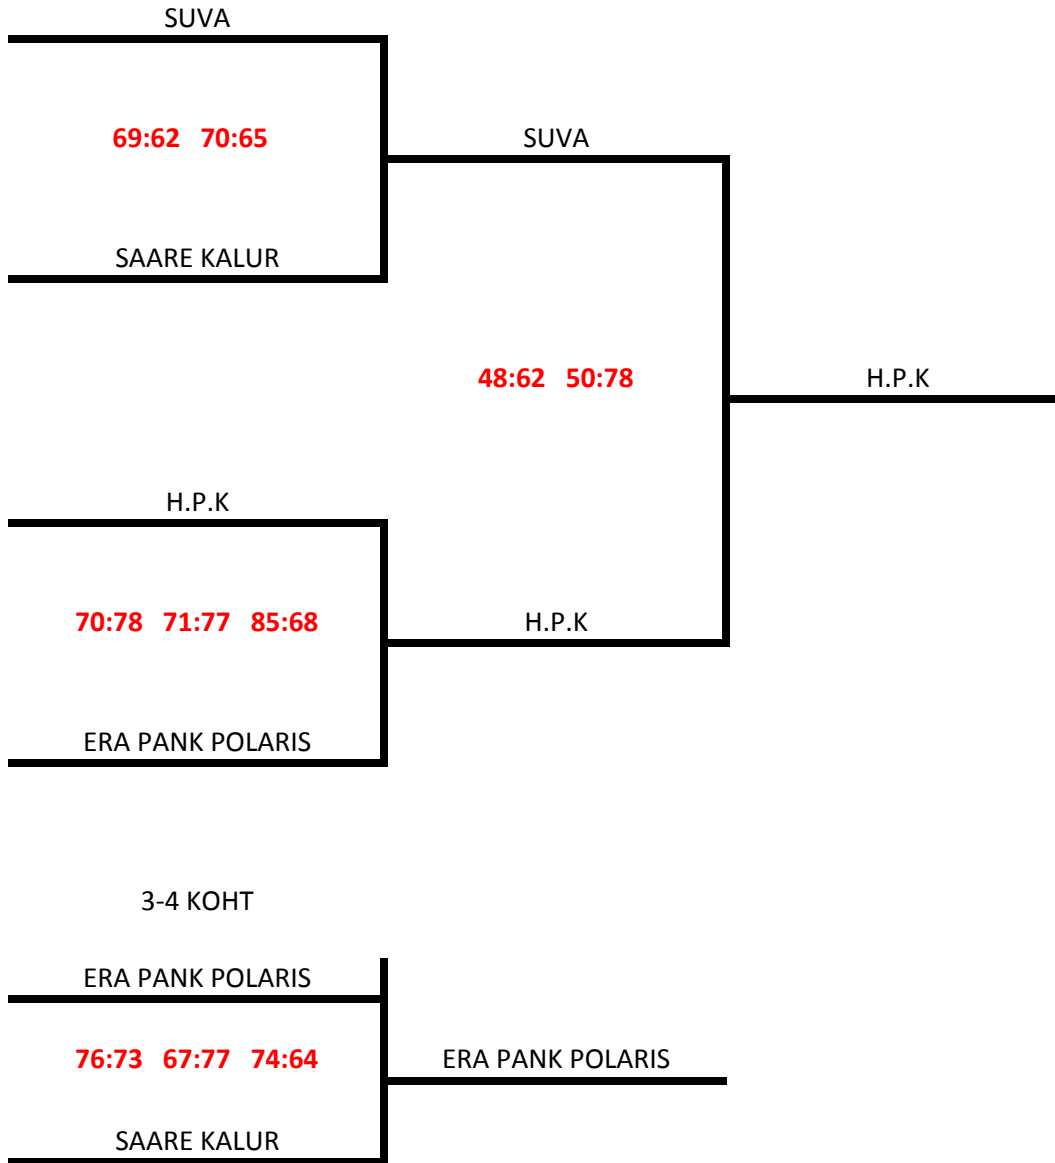 SUVA
69:62 70:65
SUVA
SAARE KALUR
48:62 50:78
H.P.K
H.P.K
70:78 71:77 85:68
H.P.K
ERA PANK POLARIS
3-4 KOHT
ERA PANK POLARIS
76:73 67:77 74:64
ERA PANK POLARIS
SAARE KALUR